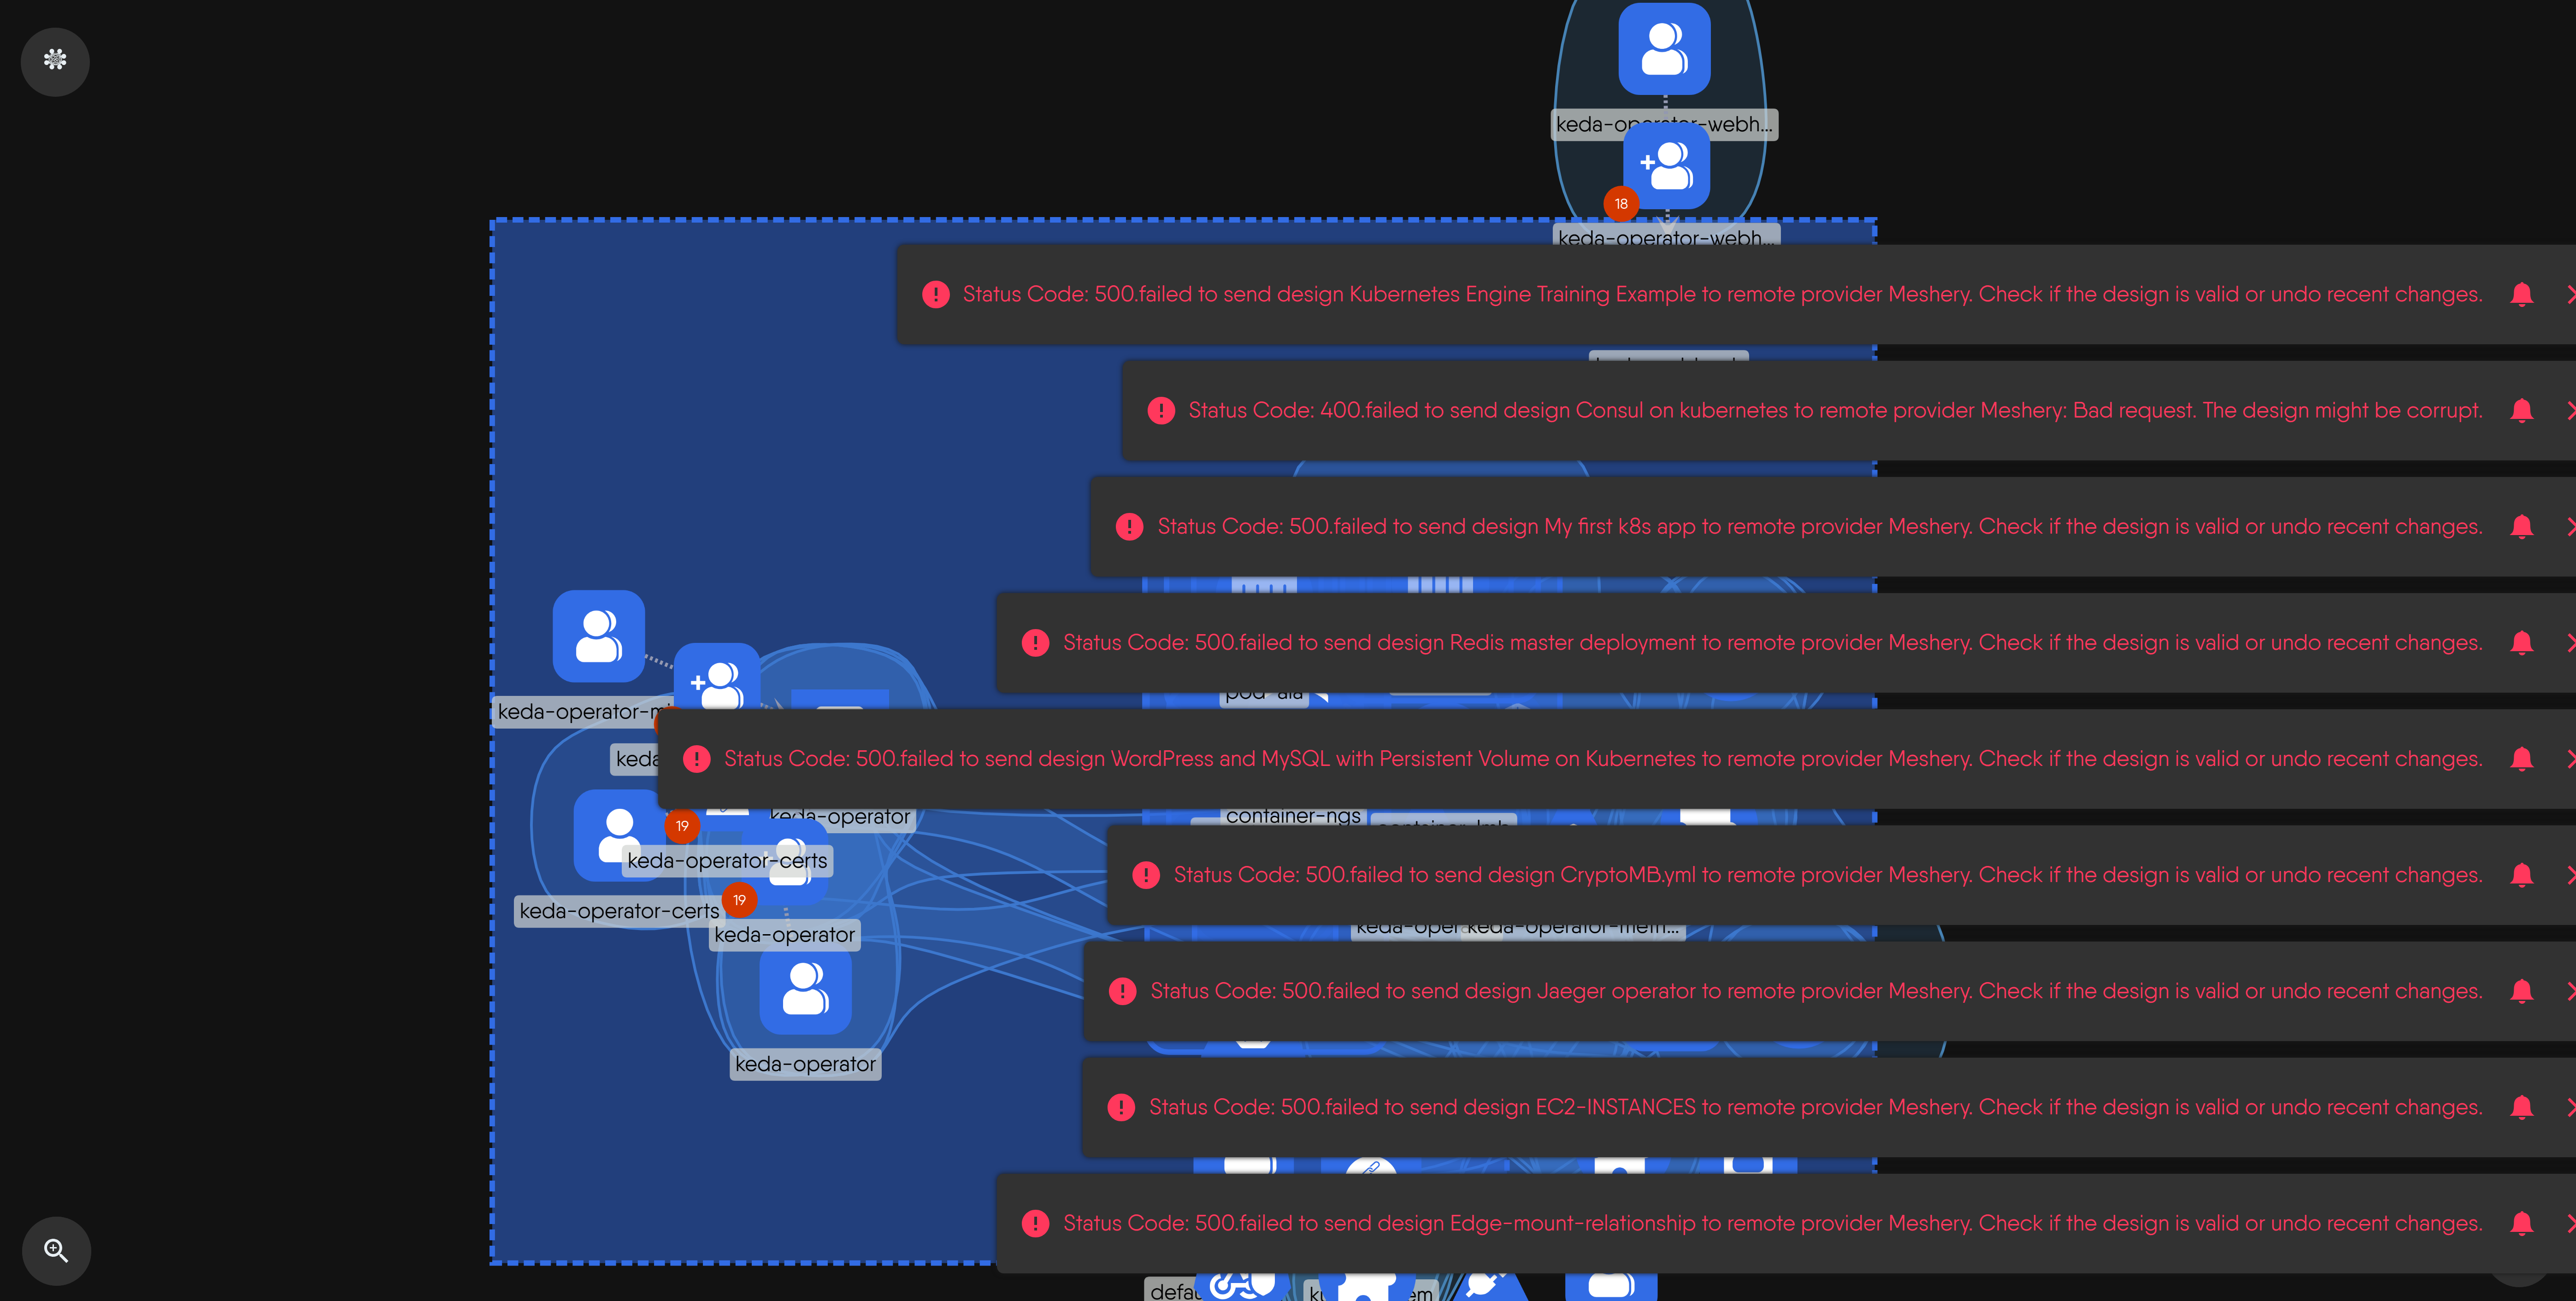 keda-operator-webh...
18
keda-operator-webh...
Status Code: 500.failed to send design Kubernetes Engine Training Example to remote provider Meshery. Check if the design is valid or undo recent changes.
Status Code: 400.failed to send design Consul on kubernetes to remote provider Meshery: Bad request. The design might be corrupt.
Status Code: 500.failed to send design My first k8s app to remote provider Meshery. Check if the design is valid or undo recent changes.
Status Code: 500.failed to send design Redis master deployment to remote provider Meshery. Check if the design is valid or undo recent changes.
keda-operator-m
Status Code: 500.failed to send design WordPress and MySQL with Persistent Volume on Kubernetes to remote provider Meshery. Check if the design is valid or undo recent changes.
keda
keda-operator
container-ngs
19
keda-operator-certs
Status Code: 500.failed to send design CryptoMB.yml to remote provider Meshery. Check if the design is valid or undo recent changes.
19
keda-operator-certs
keda-operator
keda-oper
keda-operator-mem...
Status Code: 500.failed to send design Jaeger operator to remote provider Meshery. Check if the design is valid or undo recent changes.
keda-operator
Status Code: 500.failed to send design EC2-INSTANCES to remote provider Meshery. Check if the design is valid or undo recent changes.
Status Code: 500.failed to send design Edge-mount-relationship to remote provider Meshery. Check if the design is valid or undo recent changes.